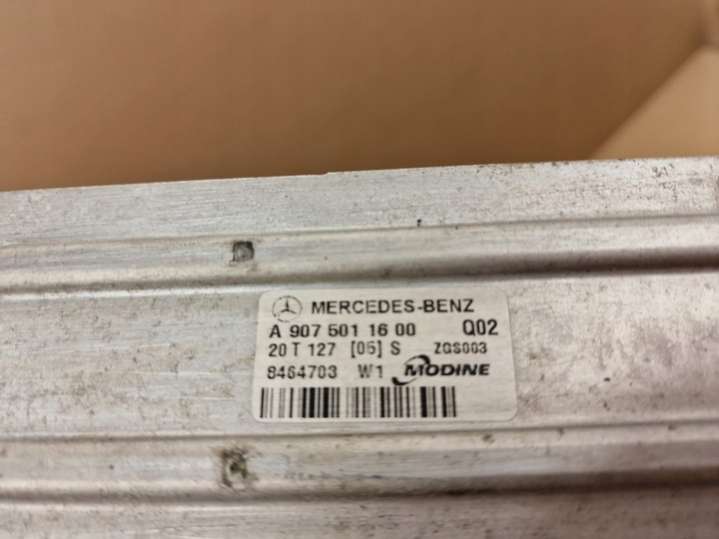 MERCEDES-BENZ
A 907 501 16 00 Q02
20 T 127 [05] S ZGS003
8464703 W1 MODINE